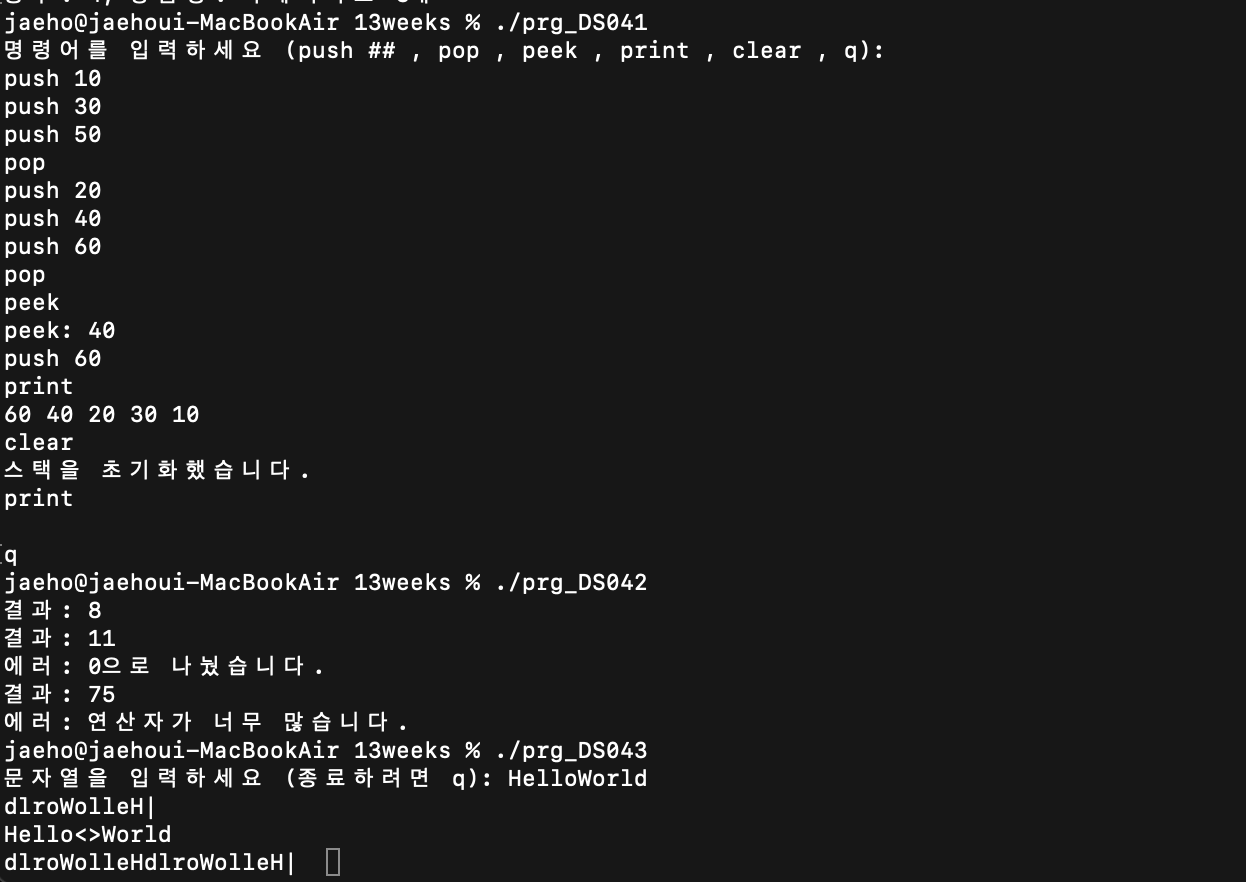 jaeho@jaehoui-MacBookAir 13weeks % ./prg_DS041
명령어를 입력하세요 (push ## , pop , peek , print , clear , q):
push 10
push 30
push 50
pop
push 20
push 40
push 60
pop
peek
peek: 40
push 60
print
60 40 20 30 10
clear
스택을 초기화했습니다.
print
q
jaeho@jaehoui-MacBookAir 13weeks % ./prg_DS042
결과: 8
결과: 11
에러: 0으로 나눴습니다.
결과: 75
에러: 연산자가 너무 많습니다.
jaeho@jaehoui-MacBookAir 13weeks % ./prg_DS043
문자열을 입력하세요 (종료하려면 q): HelloWorld
dlroWolleH|
Hello<>World
dlroWolleHdlroWolleH|